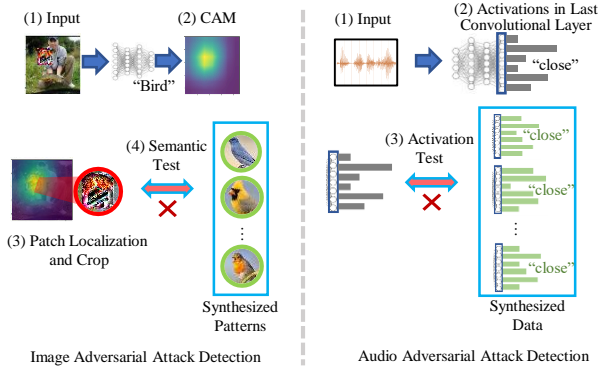 (1) Input
(2) CAM
“Bird”
(4) Semantic
Test
(3) Patch Localization
and Crop
...
Synthesized
Patterns
Image Adversarial Attack Detection
(1) Input
(2) Activations in Last
Convolutional Layer
“close”
(3) Activation
Test
“close”
“close”
...
“close”
Synthesized
Data
Audio Adversarial Attack Detection